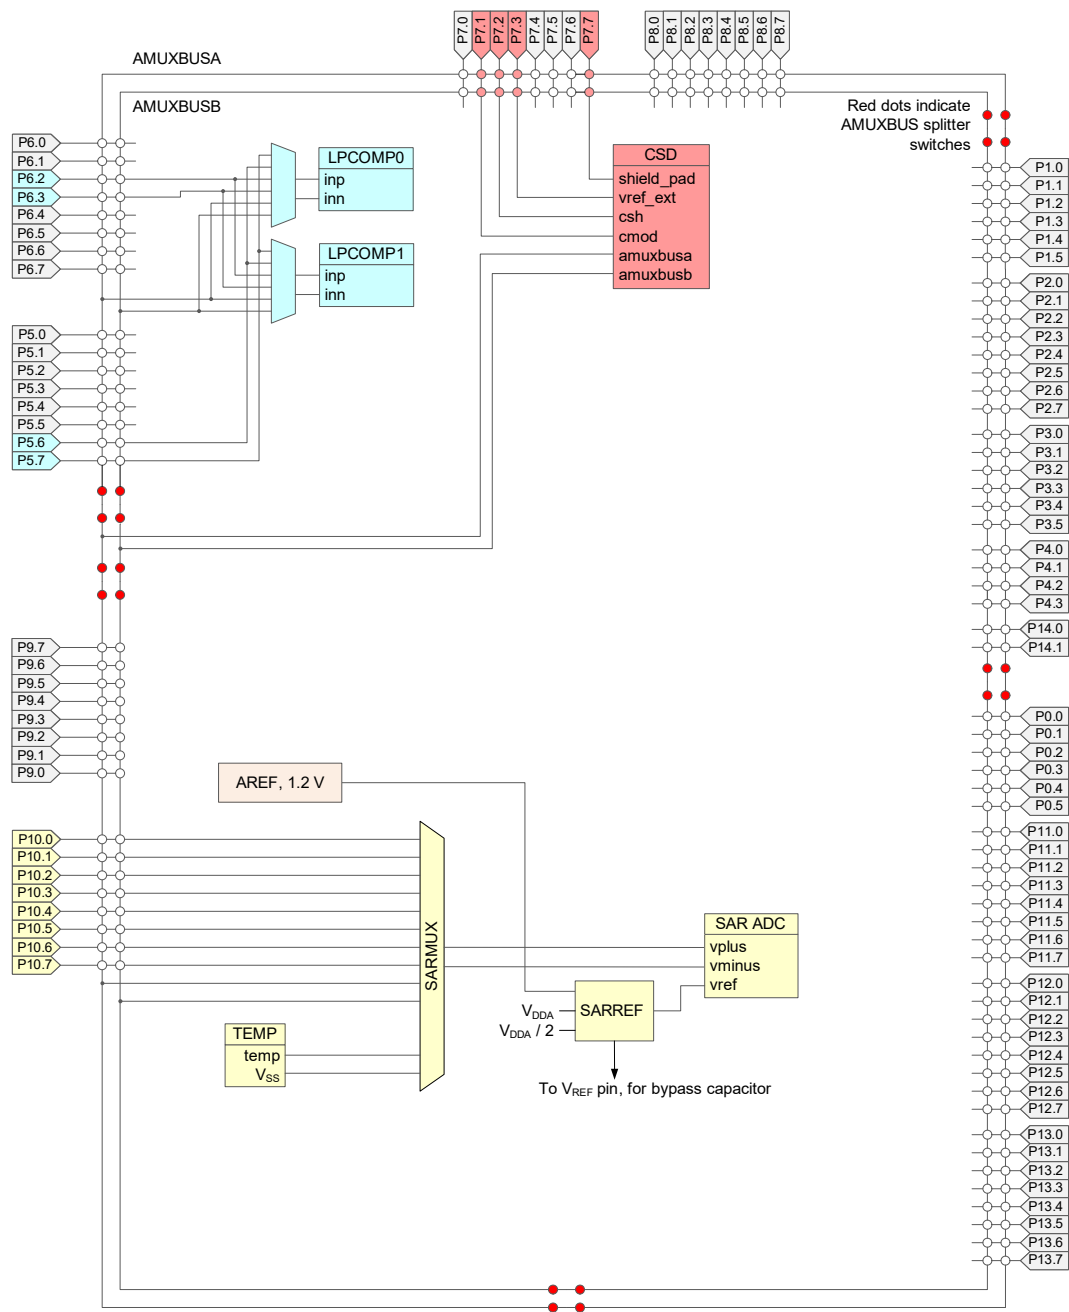 P7.0
P7.1
P7.2
P7.3
P7.4
P7.5
P7.6
P7.7
P8.0
P8.1
P8.2
P8.3
P8.4
P8.5
P8.6
P8.7
AMUXBUSA
AMUXBUSB
Red dots indicate
AMUXBUS splitter
switches
P6.0
P6.1
P6.2
P6.3
P6.4
P6.5
P6.6
P6.7
LPCOMP0
inp
inn
LPCOMP1
inp
inn
CSD
shield_pad
vref_ext
csh
cmod
amuxbusa
amuxbusb
P5.0
P5.1
P5.2
P5.3
P5.4
P5.5
P5.6
P5.7
P1.0
P1.1
P1.2
P1.3
P1.4
P1.5
P2.0
P2.1
P2.2
P2.3
P2.4
P2.5
P2.6
P2.7
P3.0
P3.1
P3.2
P3.3
P3.4
P3.5
P4.0
P4.1
P4.2
P4.3
P14.0
P14.1
P9.7
P9.6
P9.5
P9.4
P9.3
P9.2
P9.1
P9.0
AREF, 1.2 V
P10.0
P10.1
P10.2
P10.3
P10.4
P10.5
P10.6
P10.7
SARMUX
SAR ADC
vplus
vminus
vref
SARREF
VDDA
VDDA / 2
TEMP
temp
VSS
To VREF pin, for bypass capacitor
P0.0
P0.1
P0.2
P0.3
P0.4
P0.5
P11.0
P11.1
P11.2
P11.3
P11.4
P11.5
P11.6
P11.7
P12.0
P12.1
P12.2
P12.3
P12.4
P12.5
P12.6
P12.7
P13.0
P13.1
P13.2
P13.3
P13.4
P13.5
P13.6
P13.7